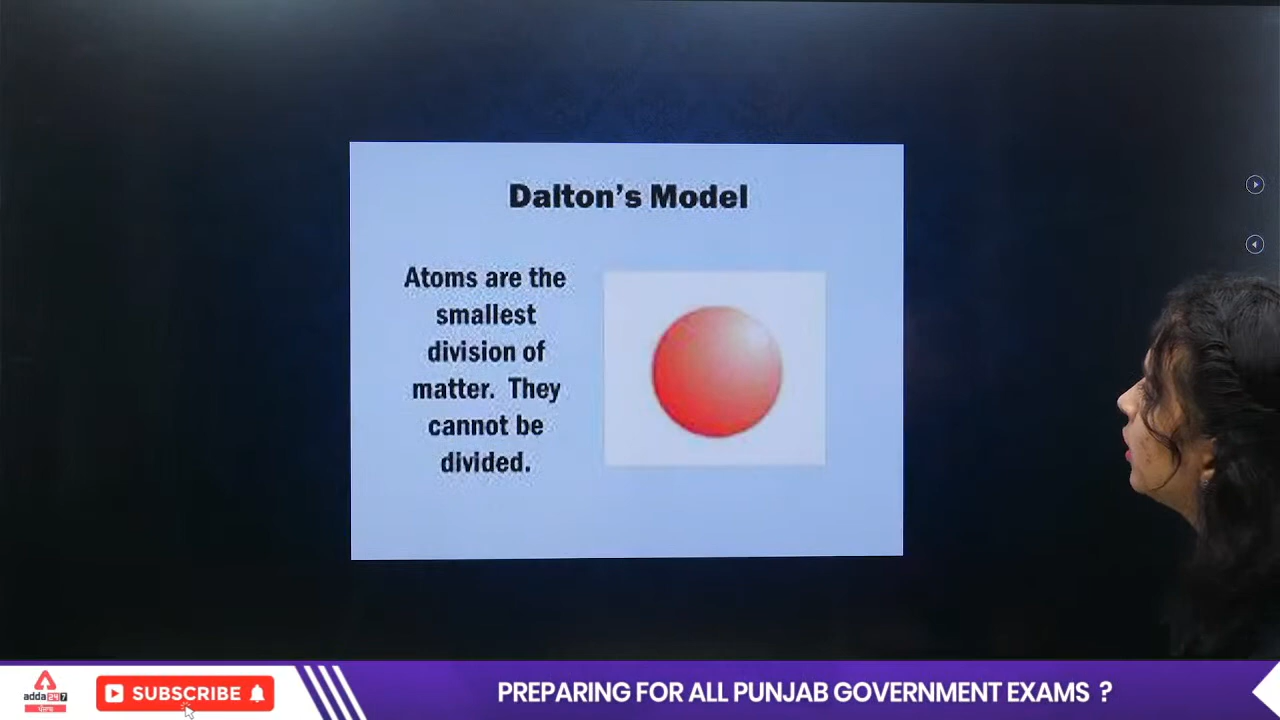 Dalton's Model
Atoms are the
smallest
division of
matter. They
cannot be
divided.
adda247
ਪੰਜਾਬ
SUBSCRIBE
PREPARING FOR ALL PUNJAB GOVERNMENT EXAMS ?